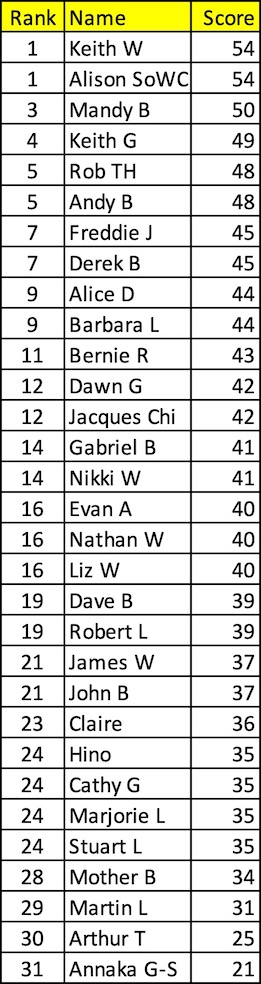 Rank Name Score
1 Keith W 54
1 Alison SoWC 54
3 Mandy B 50
4 Keith G 49
5 Rob TH 48
5 Andy B 48
7 Freddie J 45
7 Derek B 45
9 Alice D 44
9 Barbara L 44
11 Bernie R 43
12 Dawn G 42
12 Jacques Chi 42
14 Gabriel B 41
14 Nikki W 41
16 Evan A 40
16 Nathan W 40
16 Liz W 40
19 Dave B 39
19 Robert L 39
21 James W 37
21 John B 37
23 Claire 36
24 Hino 35
24 Cathy G 35
24 Marjorie L 35
24 Stuart L 35
28 Mother B 34
29 Martin L 31
30 Arthur T 25
31 Annaka G-S 21